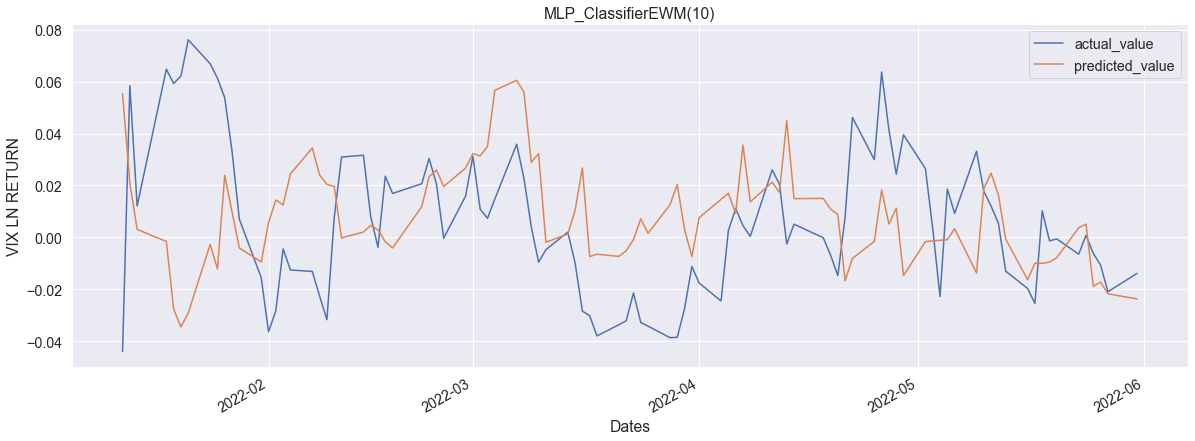 MLP_ClassifierEWM(10)
actual_value
predicted_value
VIX LN RETURN
0.08
0.06
0.04
0.02
0.00
−0.02
−0.04
2022-02
2022-03
2022-04
2022-05
2022-06
Dates